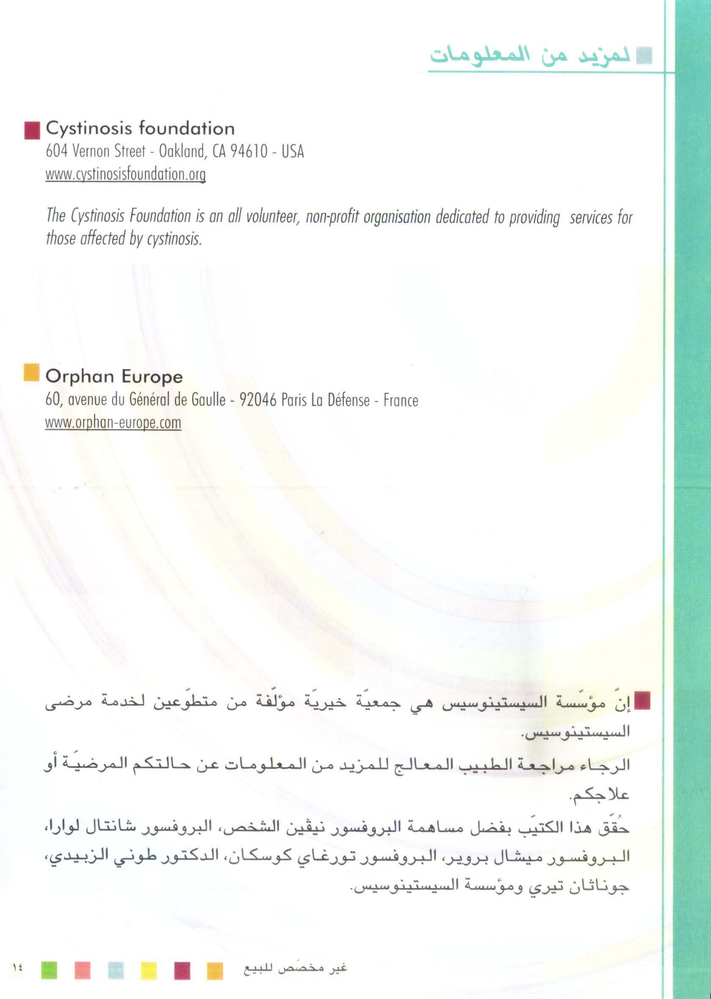 لمزيد من المعلومات
Cystinosis foundation
604 Vernon Street - Oakland, CA 94610 - USA
www.cystinosisfoundation.org
The Cystinosis Foundation is an all volunteer, non-profit organisation dedicated to providing services for
those affected by cystinosis.
Orphan Europe
60, avenue du Général de Gaulle - 92046 Paris La Défense - France
www.orphan-europe.com
إنّ مؤسّسة السيستينوسيس هي جمعيّة خيريّة مؤلّفة من متطوّعين لخدمة مرضى
السيستينوسيس.
الرجاء مراجعة الطبيب المعالج للمزيد من المعلومات عن حالتكم المرضيّة أو
علاجكم.
حُقّق هذا الكتيّب بفضل مساهمة البروفسور نيڤين الشخص، البروفسور شانتال لوارا،
البروفسور ميشال بروير، البروفسور تورغاي كوسكان، الدكتور طوني الزبيدي،
جوناثان تيري ومؤسسة السيستينوسيس.
غير مخصّص للبيع
١٤